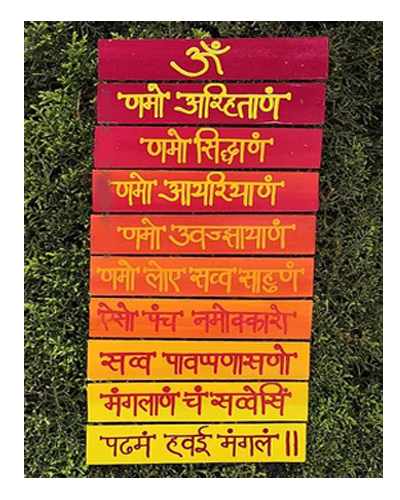 ॐ
णमो अरिहंताणं
णमो सिद्धाणं
णमो आयरियाणं
णमो उवज्झायाणं
णमो लोए सव्व साहुणं
ऐसो पंच नमोक्कारो
सव्व पावप्पणासणो
मंगलाणं चं सव्वेसिं
पढमं हवई मंगलं ॥